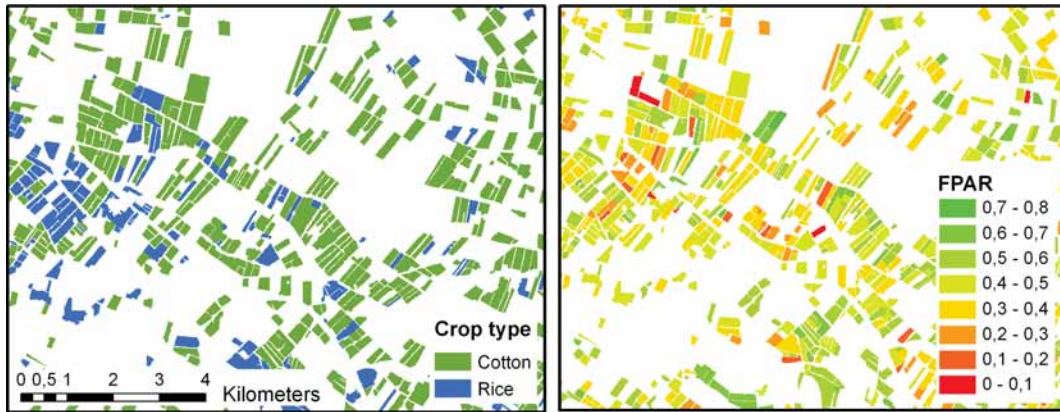 Crop type
Cotton
Rice
0 0,5 1 2 3 4
Kilometers
FPAR
0,7 - 0,8
0,6 - 0,7
0,5 - 0,6
0,4 - 0,5
0,3 - 0,4
0,2 - 0,3
0,1 - 0,2
0 - 0,1